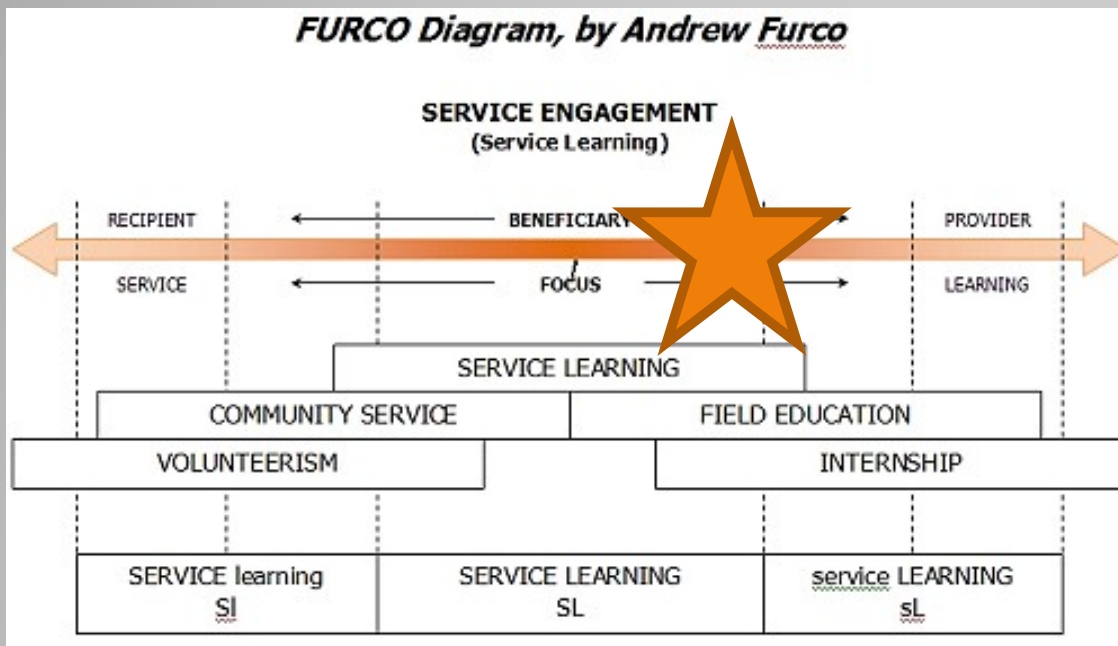 FURCO Diagram, by Andrew Furco
SERVICE ENGAGEMENT
(Service Learning)
RECIPIENT BENEFICIARY PROVIDER
SERVICE FOCUS LEARNING
SERVICE LEARNING
COMMUNITY SERVICE FIELD EDUCATION
VOLUNTEERISM INTERNSHIP
SERVICE learning SERVICE LEARNING service LEARNING
Sl SL sL